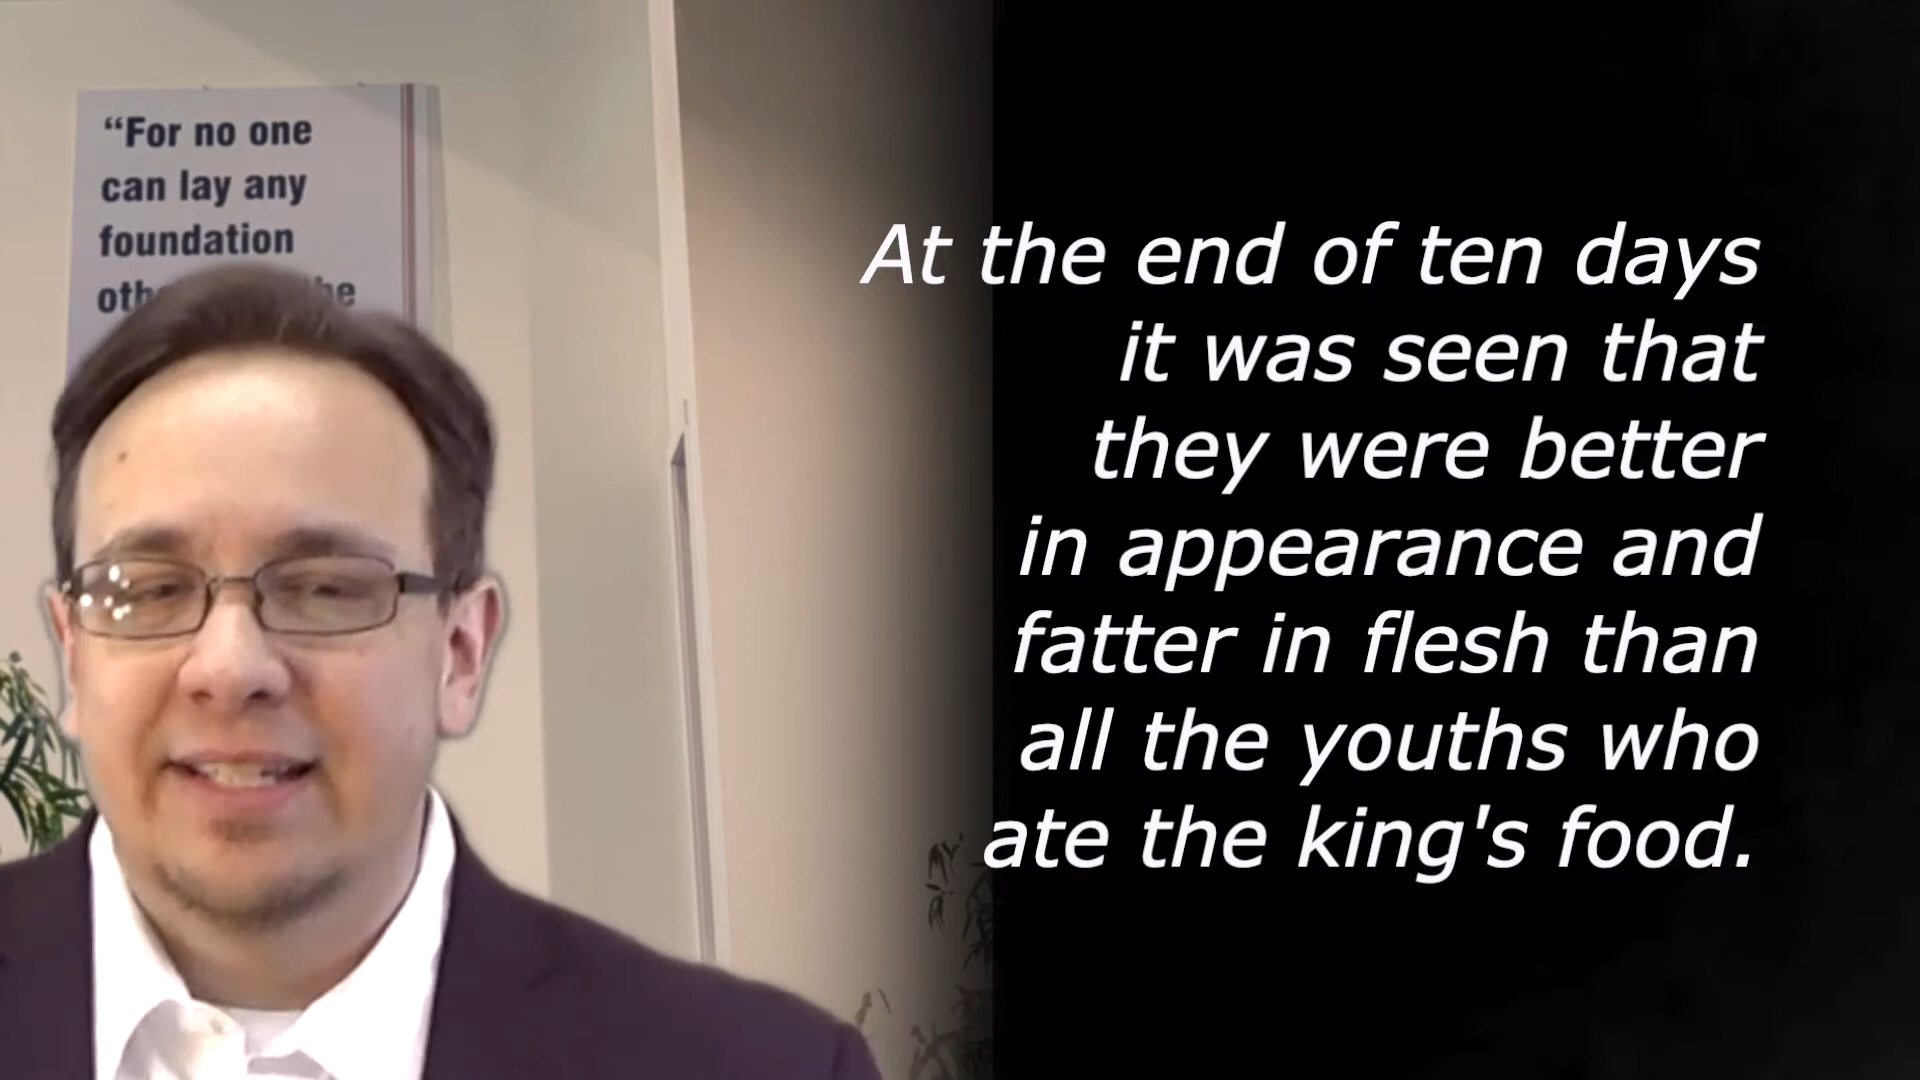 “For no one
can lay any
foundation
At the end of ten days
it was seen that
they were better
in appearance and
fatter in flesh than
all the youths who
ate the king's food.